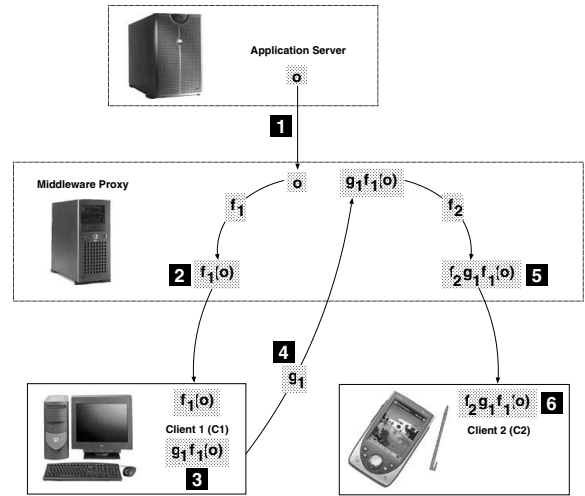 Application Server
o
1
Middleware Proxy
o
g1f1(o)
f1
f2
2
f1(o)
f2g1f1(o)
5
4
g1
f1(o)
Client 1 (C1)
g1f1(o)
3
f2g1f1(o)
6
Client 2 (C2)